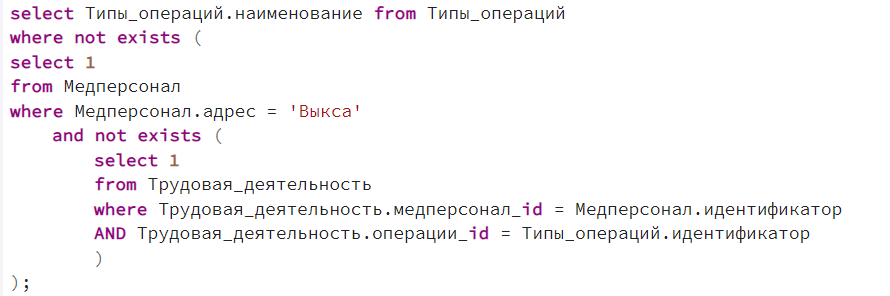 select Типы_операций.наименование from Типы_операций
where not exists (
select 1
from Медперсонал
where Медперсонал.адрес = 'Выкса'
and not exists (
select 1
from Трудовая_деятельность
where Трудовая_деятельность.медперсонал_id = Медперсонал.идентификатор
AND Трудовая_деятельность.операции_id = Типы_операций.идентификатор
)
);